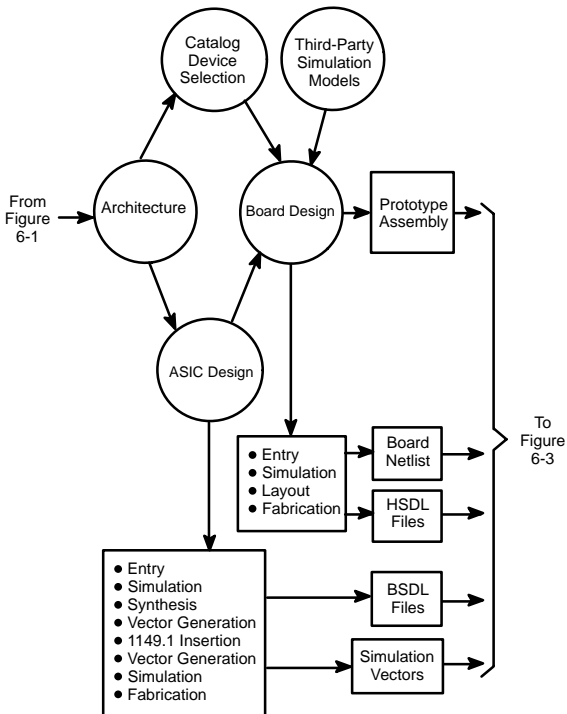 Catalog
Device
Selection
Third-Party
Simulation
Models
From
Figure
6-1
Architecture
Board Design
Prototype
Assembly
ASIC Design
To
Figure
6-3
● Entry
● Simulation
● Layout
● Fabrication
Board
Netlist
HSDL
Files
● Entry
● Simulation
● Synthesis
● Vector Generation
● 1149.1 Insertion
● Vector Generation
● Simulation
● Fabrication
BSDL
Files
Simulation
Vectors